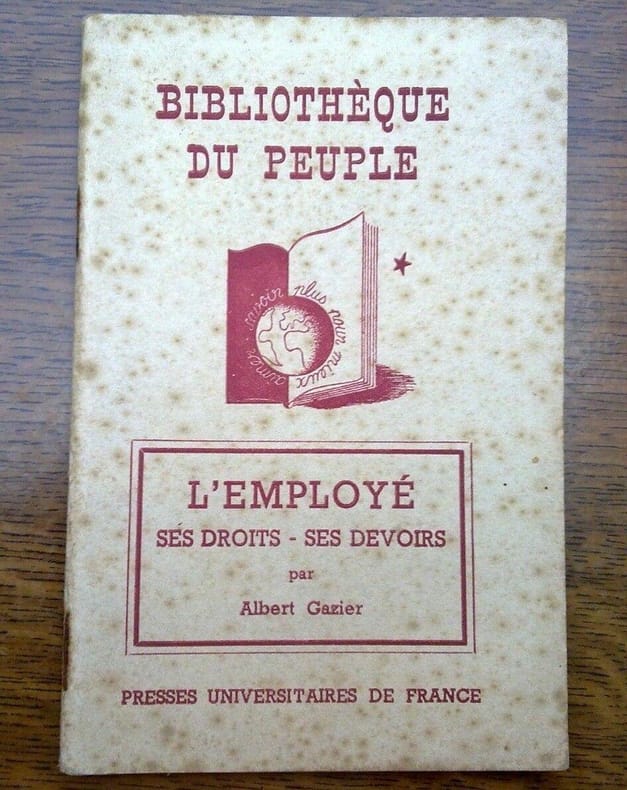 BIBLIOTHÈQUE
DU PEUPLE
savoir plus pour mieux aimer
L'EMPLOYÉ
SES DROITS - SES DEVOIRS
par
Albert Gazier
PRESSES UNIVERSITAIRES DE FRANCE